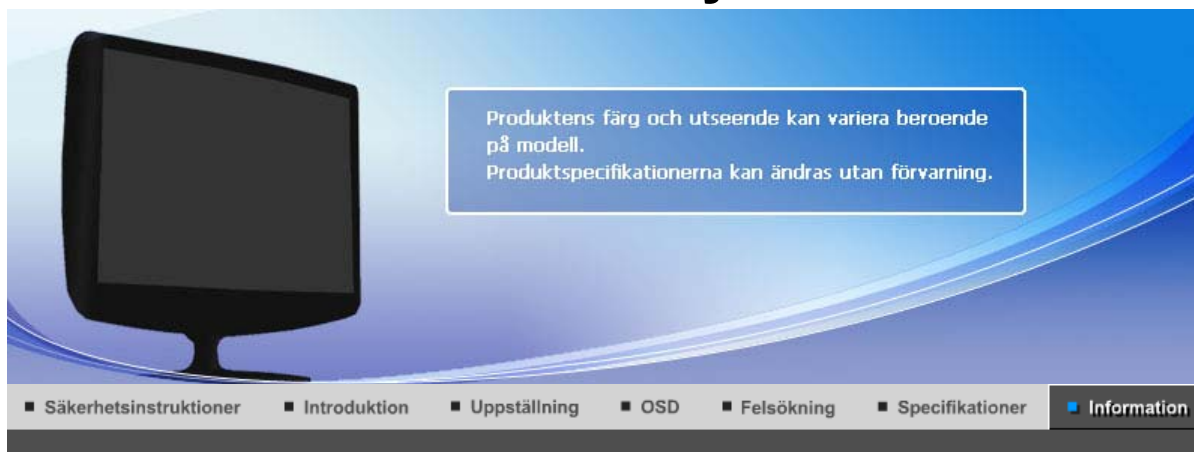 Produktens färg och utseende kan variera beroende
på modell.
Produktspecifikationerna kan ändras utan förvarning.
Säkerhetsinstruktioner Introduktion Uppställning OSD Felsökning Specifikationer Information